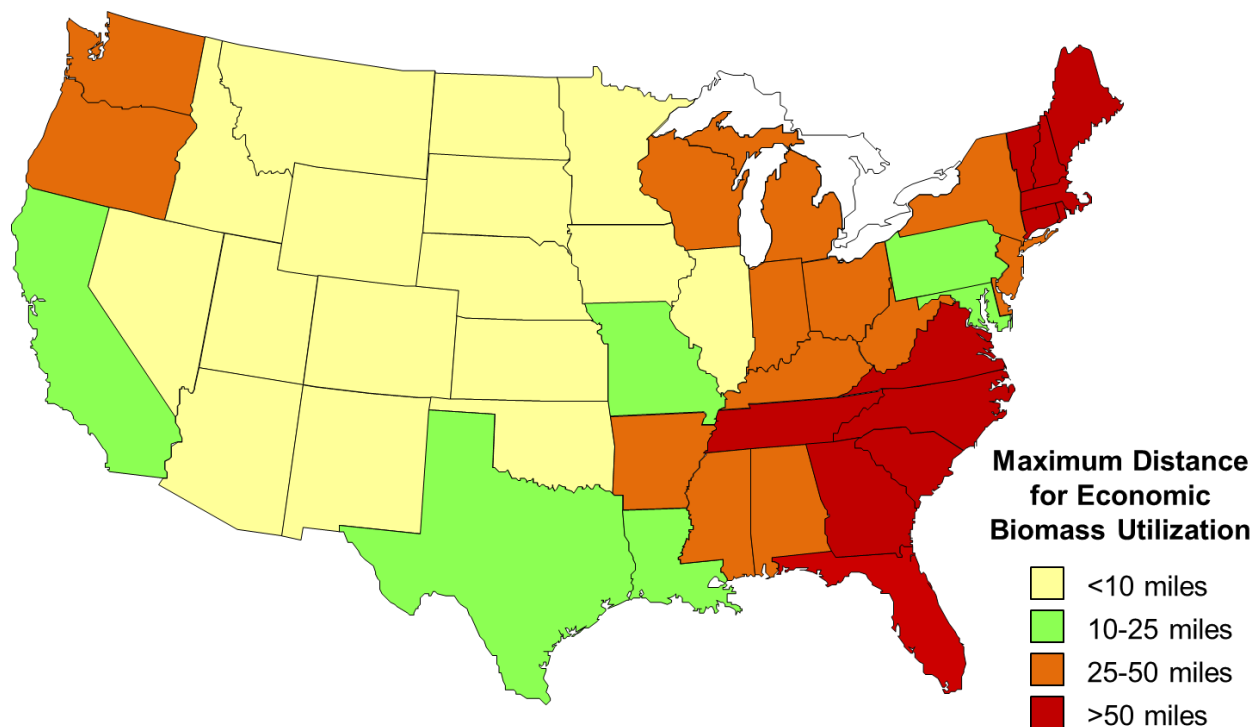 Maximum Distance
for Economic
Biomass Utilization
<10 miles
10-25 miles
25-50 miles
>50 miles